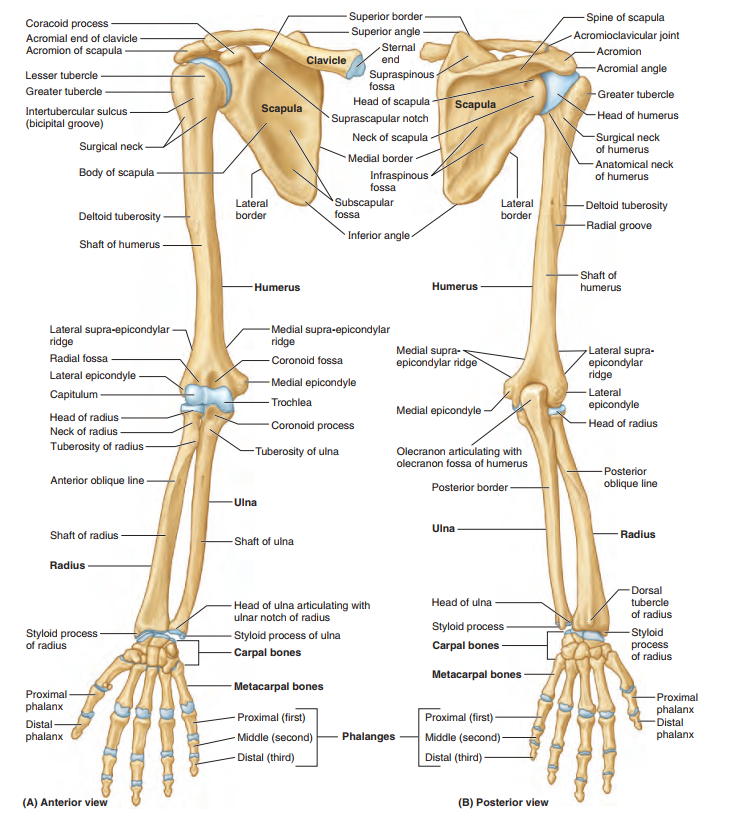 Coracoid process
Acromial end of clavicle
Acromion of scapula
Lesser tubercle
Greater tubercle
Intertubercular sulcus
(bicipital groove)
Surgical neck
Body of scapula
Deltoid tuberosity
Shaft of humerus
Lateral supra-epicondylar
ridge
Radial fossa
Lateral epicondyle
Capitulum
Head of radius
Neck of radius
Tuberosity of radius
Anterior oblique line
Shaft of radius
Radius
Styloid process
of radius
Proximal
phalanx
Distal
phalanx
(A) Anterior view
Clavicle
Scapula
Lateral
border
Subscapular
fossa
Humerus
Medial supra-epicondylar
ridge
Coronoid fossa
Medial epicondyle
Trochlea
Coronoid process
Tuberosity of ulna
Ulna
Shaft of ulna
Head of ulna articulating with
ulnar notch of radius
Styloid process of ulna
Carpal bones
Metacarpal bones
Proximal (first)
Middle (second)
Distal (third)
Phalanges
Superior border
Superior angle
Sternal
end
Supraspinous
fossa
Head of scapula
Suprascapular notch
Neck of scapula
Medial border
Infraspinous
fossa
Inferior angle
Scapula
Lateral
border
Humerus
Medial supra-
epicondylar ridge
Medial epicondyle
Olecranon articulating with
olecranon fossa of humerus
Posterior border
Ulna
Head of ulna
Styloid process
Carpal bones
Metacarpal bones
Proximal (first)
Middle (second)
Distal (third)
Spine of scapula
Acromioclavicular joint
Acromion
Acromial angle
Greater tubercle
Head of humerus
Surgical neck
of humerus
Anatomical neck
of humerus
Deltoid tuberosity
Radial groove
Shaft of
humerus
Lateral supra-
epicondylar
ridge
Lateral
epicondyle
Head of radius
Posterior
oblique line
Radius
Dorsal
tubercle
of radius
Styloid
process
of radius
Proximal
phalanx
Distal
phalanx
(B) Posterior view